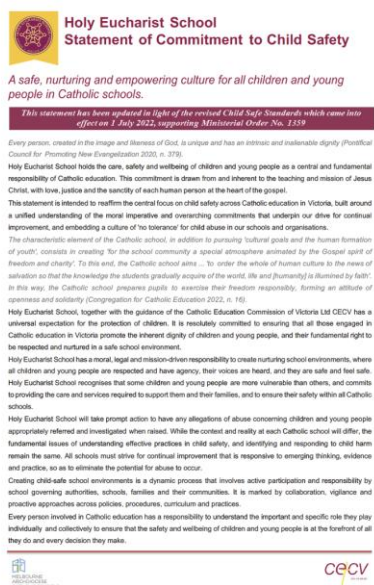 Holy Eucharist School
Statement of Commitment to Child Safety
A safe, nurturing and empowering culture for all children and young
people in Catholic schools.
This statement has been updated in light of the revised Child Safe Standards which came into
effect on 1 July 2022, supporting Ministerial Order No. 1359
Every person, created in the image and likeness of God, is unique and has an intrinsic and inalienable dignity (Pontifical
Council for Promoting New Evangelization 2020, n. 379).
Holy Eucharist School holds the care, safety and wellbeing of children and young people as a central and fundamental
responsibility of Catholic education. This commitment is drawn from and inherent to the teaching and mission of Jesus
Christ, with love, justice and the sanctity of each human person at the heart of the gospel.
This statement is intended to reaffirm the central focus on child safety across Catholic education in Victoria, built around
a unified understanding of the moral imperative and overarching commitments that underpin our drive for continual
improvement, and embedding a culture of 'no tolerance' for child abuse in our schools and organisations.
The characteristic element of the Catholic school, in addition to pursuing 'cultural goals and the human formation
of youth', consists in creating 'for the school community a special atmosphere animated by the Gospel spirit of
freedom and charity'. To this end, the Catholic school aims ... 'to order the whole of human culture to the news of
salvation so that the knowledge the students gradually acquire of the world, life and [humanity] is illumined by faith'.
In this way, the Catholic school prepares pupils to exercise their freedom responsibly, forming an attitude of
openness and solidarity (Congregation for Catholic Education 2022, n. 16).
Holy Eucharist School, together with the guidance of the Catholic Education Commission of Victoria Ltd CECV has a
universal expectation for the protection of children. It is resolutely committed to ensuring that all those engaged in
Catholic education in Victoria promote the inherent dignity of children and young people, and their fundamental right to
be respected and nurtured in a safe school environment.
Holy Eucharist School has a moral, legal and mission-driven responsibility to create nurturing school environments, where
all children and young people are respected and have agency, their voices are heard, and they are safe and feel safe.
Holy Eucharist School recognises that some children and young people are more vulnerable than others, and commits
to providing the care and services required to support them and their families, and to ensure their safety within all Catholic
schools.
Holy Eucharist School will take prompt action to have any allegations of abuse concerning children and young people
appropriately referred and investigated when raised. While the context and reality at each Catholic school will differ, the
fundamental issues of understanding effective practices in child safety, and identifying and responding to child harm
remain the same. All schools must strive for continual improvement that is responsive to emerging thinking, evidence
and practice, so as to eliminate the potential for abuse to occur.
Creating child-safe school environments is a dynamic process that involves active participation and responsibility by
school governing authorities, schools, families and their communities. It is marked by collaboration, vigilance and
proactive approaches across policies, procedures, curriculum and practices.
Every person involved in Catholic education has a responsibility to understand the important and specific role they play
individually and collectively to ensure that the safety and wellbeing of children and young people is at the forefront of all
they do and every decision they make.
MELBOURNE
ARCHDIOCESE
cecv